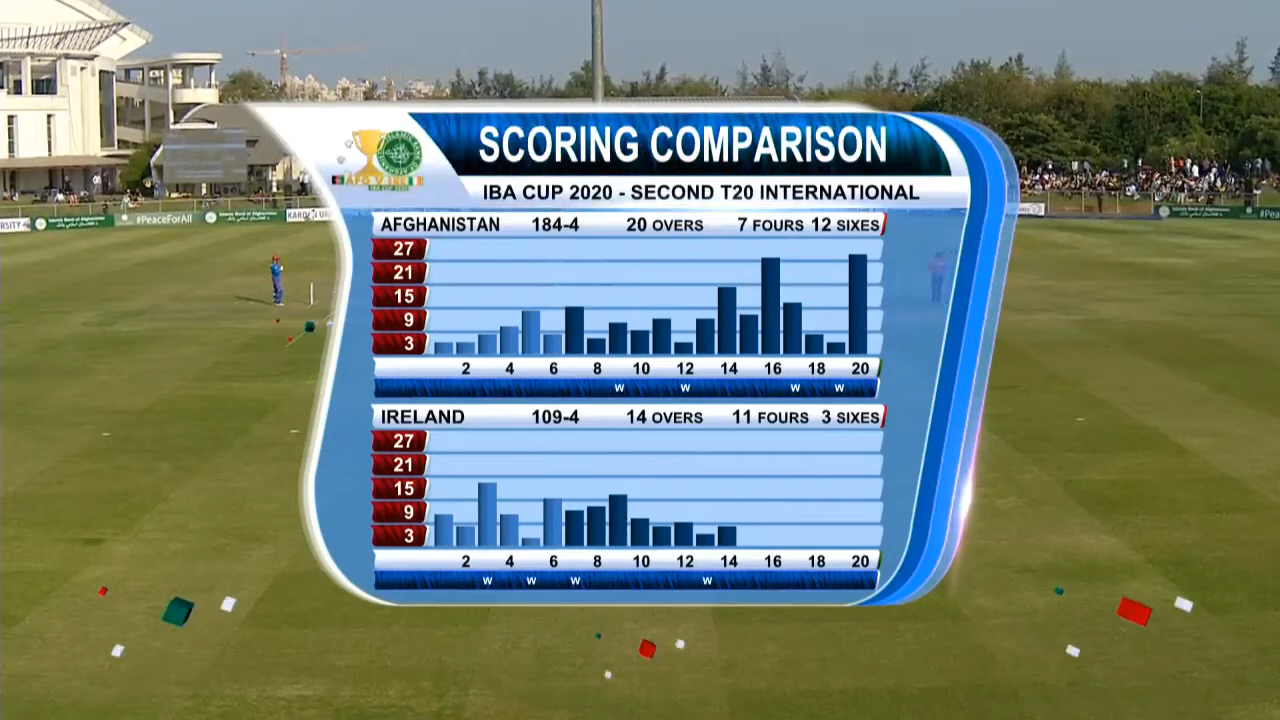 SCORING COMPARISON
IBA CUP 2020 - SECOND T20 INTERNATIONAL
AFGHANISTAN 184-4 20 OVERS 7 FOURS 12 SIXES
27
21
15
9
3
2 4 6 8 10 12 14 16 18 20
W W W W
IRELAND 109-4 14 OVERS 11 FOURS 3 SIXES
27
21
15
9
3
2 4 6 8 10 12 14 16 18 20
W W W W
#PeaceForAll